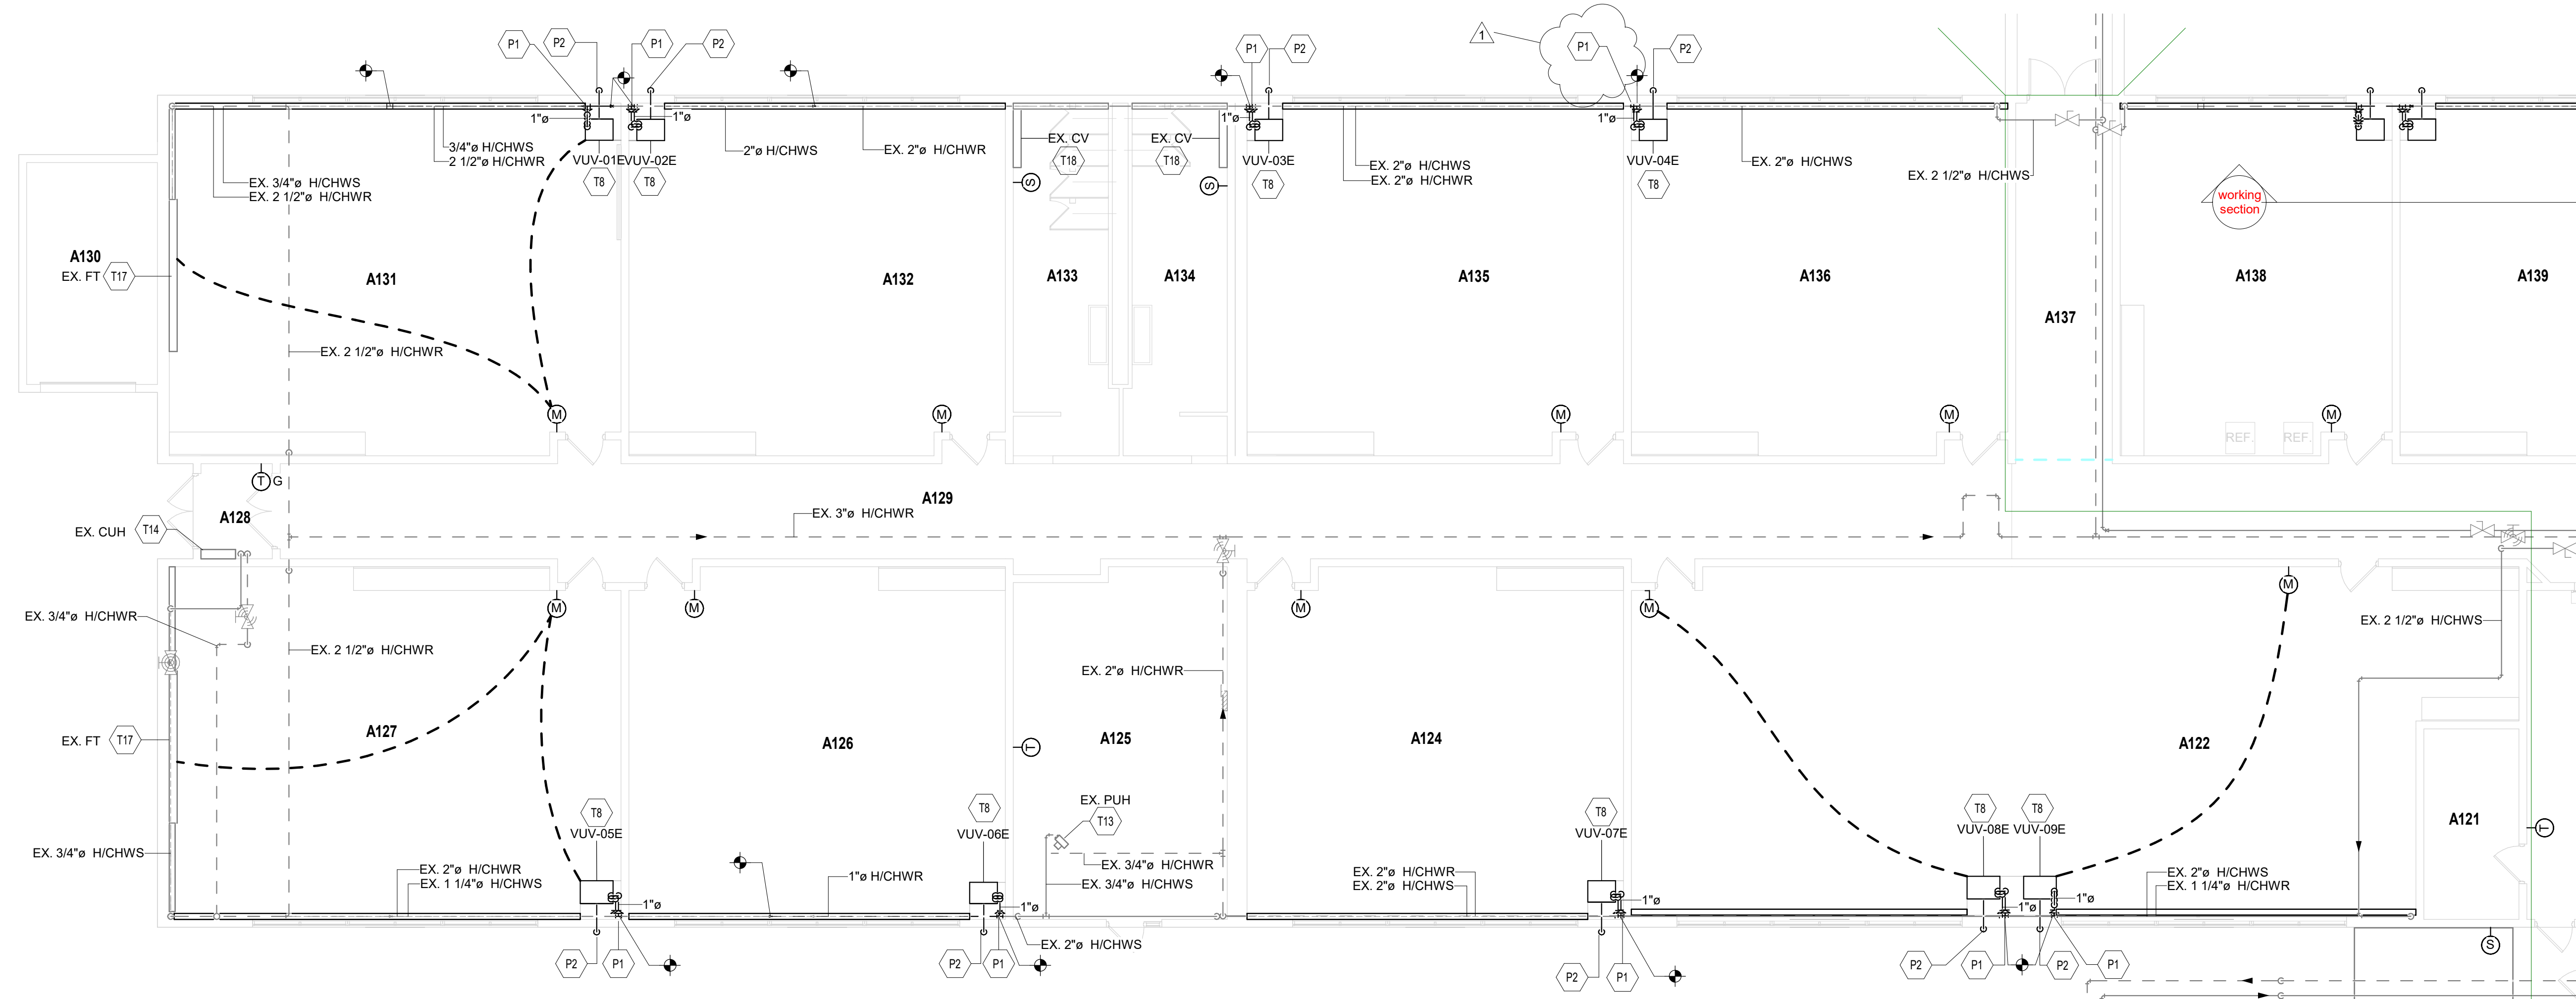 P1
P2
P1
P2
P1
P2
1
P1
P2
1"ø
1"ø
1"ø
1"ø
3/4"ø H/CHWS
2 1/2"ø H/CHWR
VUV-01E
VUV-02E
T8
T8
2"ø H/CHWS
EX. 2"ø H/CHWR
EX. CV
T18
S
EX. CV
T18
S
VUV-03E
T8
EX. 2"ø H/CHWS
EX. 2"ø H/CHWR
VUV-04E
T8
EX. 2"ø H/CHWS
EX. 2 1/2"ø H/CHWS
working
section
EX. 3/4"ø H/CHWS
EX. 2 1/2"ø H/CHWR
A130
EX. FT
T17
A131
A132
A133
A134
A135
A136
A137
A138
A139
EX. 2 1/2"ø H/CHWR
M
M
M
M
M
REF.
REF.
T
G
A129
A128
EX. 3"ø H/CHWR
EX. CUH
T14
M
M
M
M
M
EX. 3/4"ø H/CHWR
EX. 2 1/2"ø H/CHWR
EX. 2"ø H/CHWR
EX. 2 1/2"ø H/CHWS
EX. FT
T17
A127
A126
T
A125
A124
A122
A121
T
EX. PUH
T13
T8
VUV-05E
T8
VUV-06E
T8
VUV-07E
T8
VUV-08E
T8
VUV-09E
EX. 3/4"ø H/CHWS
EX. 2"ø H/CHWR
EX. 1 1/4"ø H/CHWS
1"ø H/CHWR
EX. 3/4"ø H/CHWR
EX. 3/4"ø H/CHWS
EX. 2"ø H/CHWR
EX. 2"ø H/CHWS
EX. 2"ø H/CHWS
EX. 1 1/4"ø H/CHWR
1"ø
1"ø
1"ø
1"ø
1"ø
EX. 2"ø H/CHWS
S
P2
P1
P2
P1
P2
P1
P2
P1
P2
P1